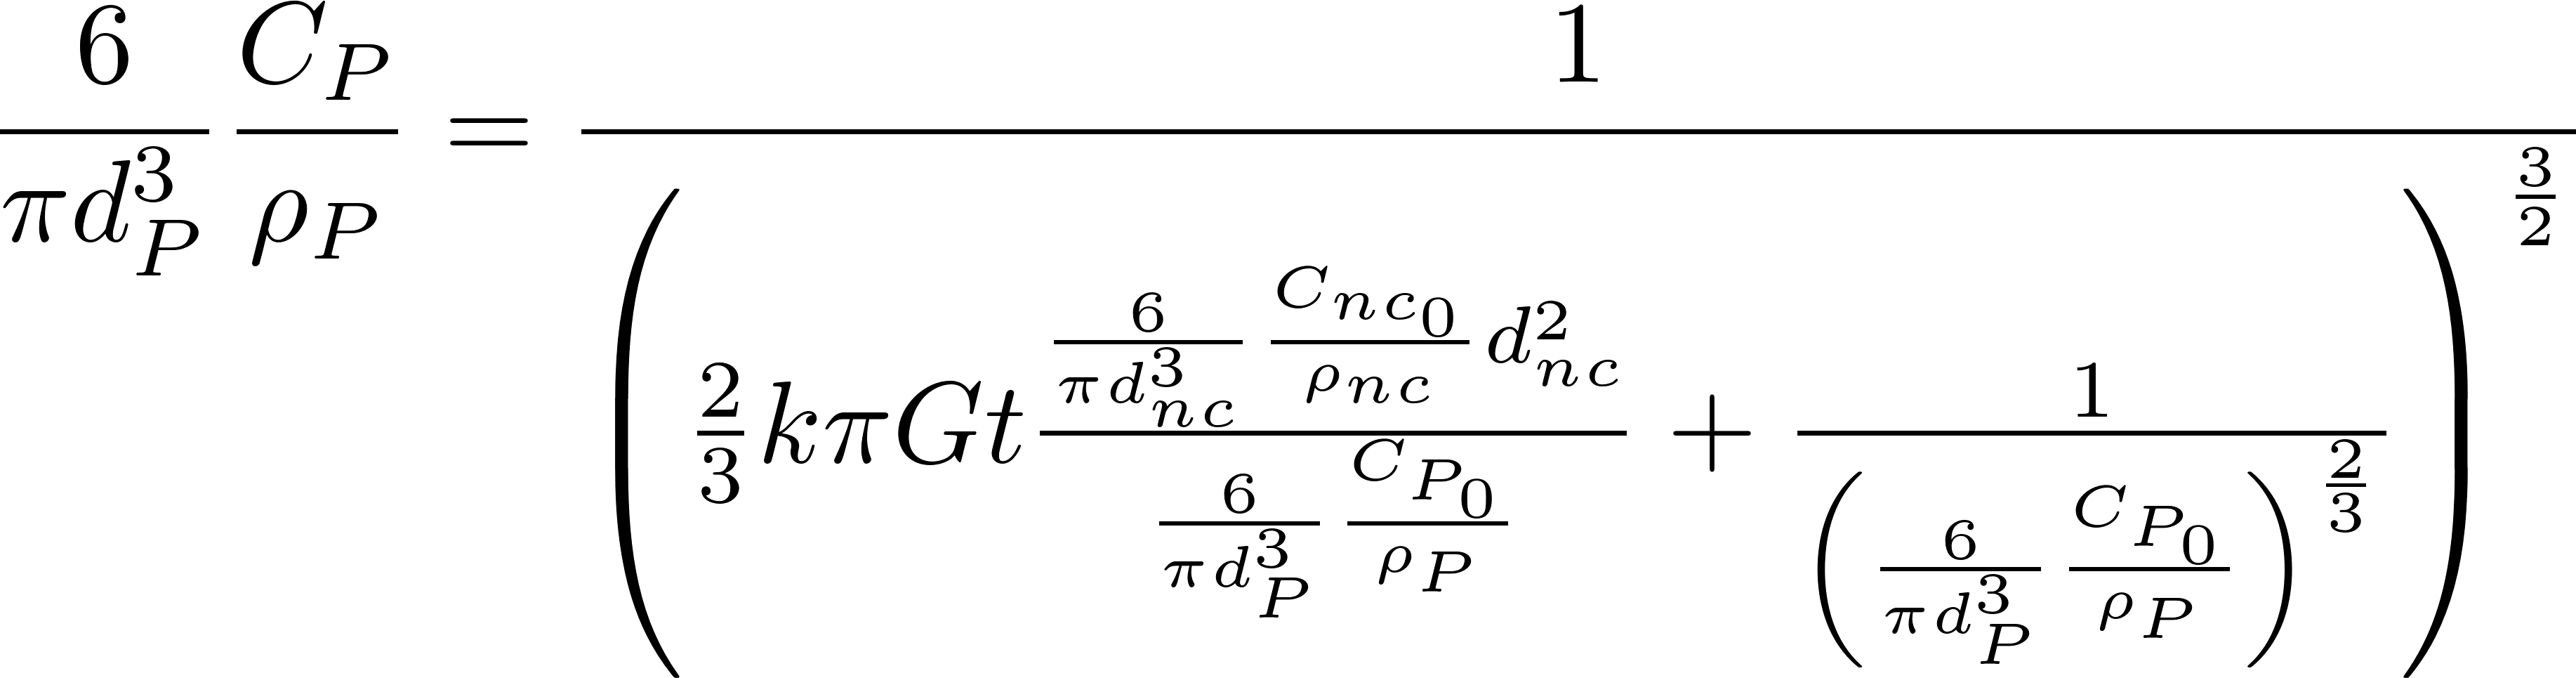 \frac{6}{\pi d_P^3} \frac{C_P}{\rho_P} = \frac{1}{\left( \frac{2}{3} k \pi G t \frac{\frac{6}{\pi d_{nc}^3} \frac{C_{nc_0}}{\rho_{nc}} d_{nc}^2}{\frac{6}{\pi d_P^3} \frac{C_{P_0}}{\rho_P}} + \frac{1}{\left( \frac{6}{\pi d_P^3} \frac{C_{P_0}}{\rho_P} \right)^{\frac{2}{3}}} \right)^{\frac{3}{2}}}